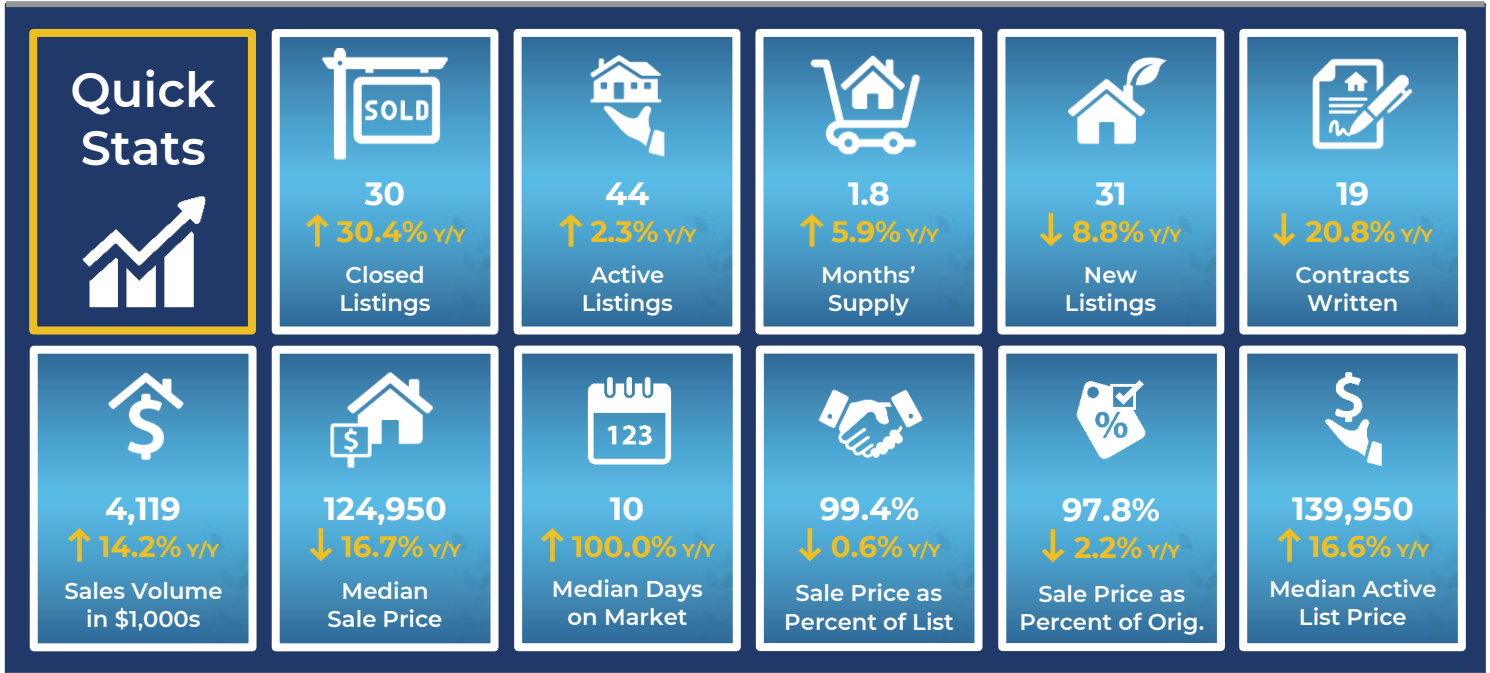 Quick
Stats
SOLD
30
↑ 30.4% Y/Y
Closed
Listings
44
↑ 2.3% Y/Y
Active
Listings
1.8
↑ 5.9% Y/Y
Months’
Supply
31
↓ 8.8% Y/Y
New
Listings
19
↓ 20.8% Y/Y
Contracts
Written
$
4,119
↑ 14.2% Y/Y
Sales Volume
in $1,000s
$
124,950
↓ 16.7% Y/Y
Median
Sale Price
123
10
↑ 100.0% Y/Y
Median Days
on Market
99.4%
↓ 0.6% Y/Y
Sale Price as
Percent of List
%
97.8%
↓ 2.2% Y/Y
Sale Price as
Percent of Orig.
$
139,950
↑ 16.6% Y/Y
Median Active
List Price